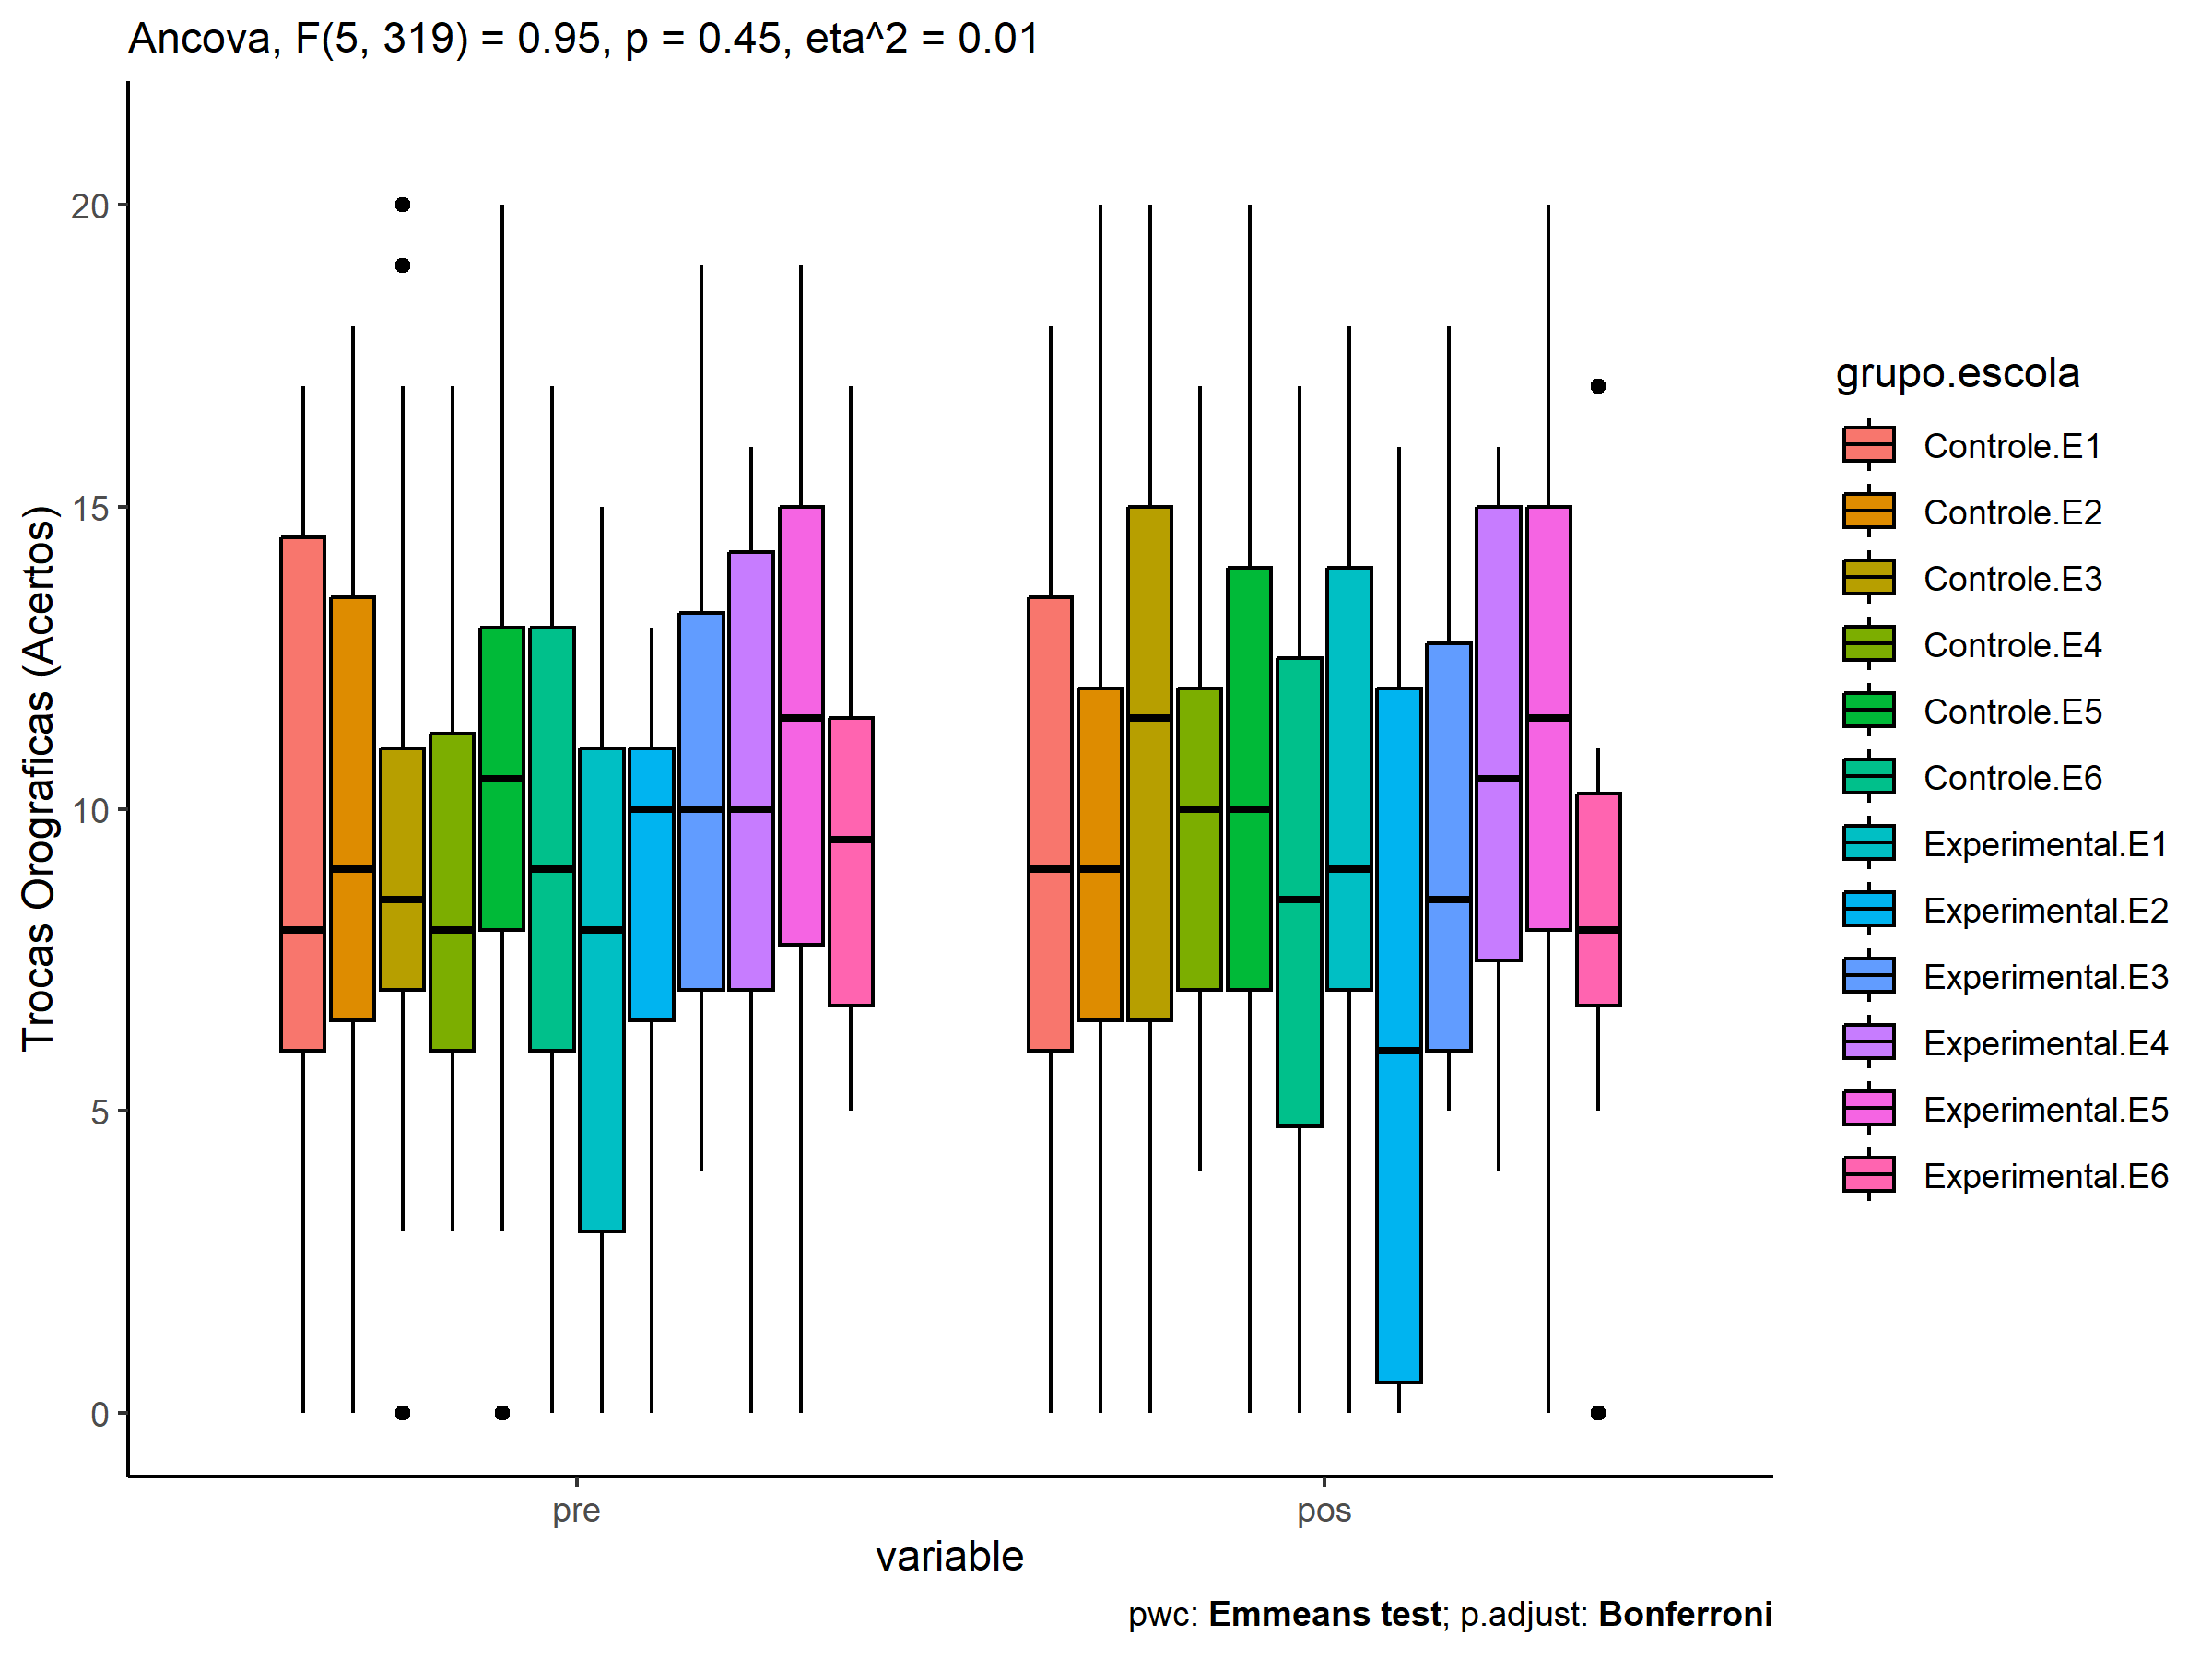 Ancova, F(5, 319) = 0.95, p = 0.45, eta^2 = 0.01
Trocas Orograficas (Acertos)
20
15
10
5
0
pre
pos
variable
grupo.escola
Controle.E1
Controle.E2
Controle.E3
Controle.E4
Controle.E5
Controle.E6
Experimental.E1
Experimental.E2
Experimental.E3
Experimental.E4
Experimental.E5
Experimental.E6
pwc: Emmeans test; p.adjust: Bonferroni